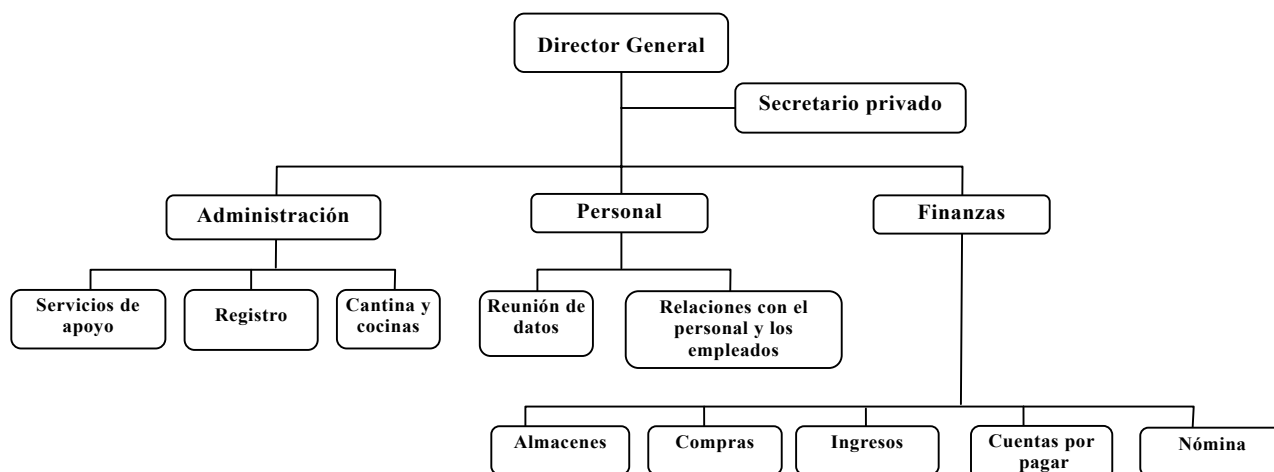 Director General
Secretario privado
Administración
Personal
Finanzas
Servicios de
apoyo
Registro
Cantina y
cocinas
Reunión de
datos
Relaciones con el
personal y los
empleados
Almacenes
Compras
Ingresos
Cuentas por
pagar
Nómina